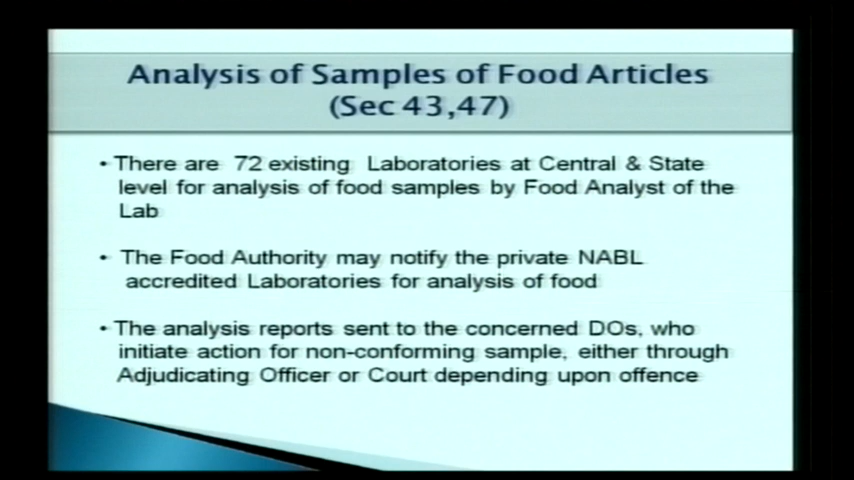 Analysis of Samples of Food Articles
(Sec 43,47)
• There are 72 existing Laboratories at Central & State
level for analysis of food samples by Food Analyst of the
Lab
• The Food Authority may notify the private NABL
accredited Laboratories for analysis of food
• The analysis reports sent to the concerned DOs, who
initiate action for non-conforming sample, either through
Adjudicating Officer or Court depending upon offence